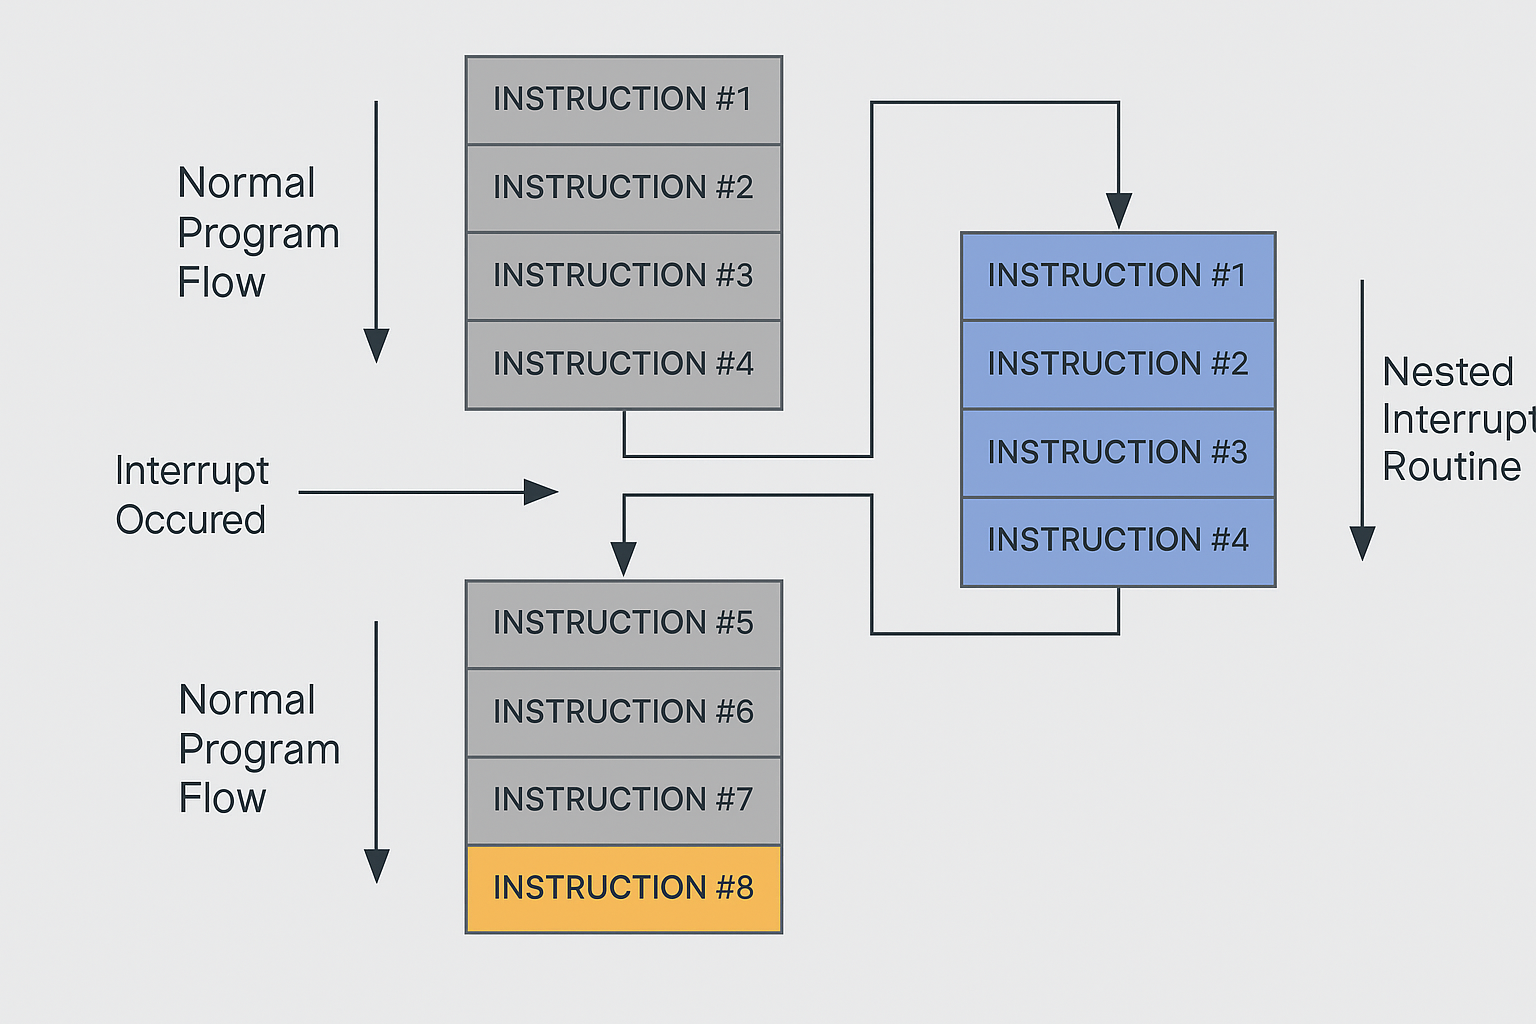 INSTRUCTION #1
INSTRUCTION #2
INSTRUCTION #3
INSTRUCTION #4
Normal
Program
Flow
Interrupt
Occured
INSTRUCTION #1
INSTRUCTION #2
INSTRUCTION #3
INSTRUCTION #4
Nested
Interrupt
Routine
INSTRUCTION #5
INSTRUCTION #6
INSTRUCTION #7
INSTRUCTION #8
Normal
Program
Flow